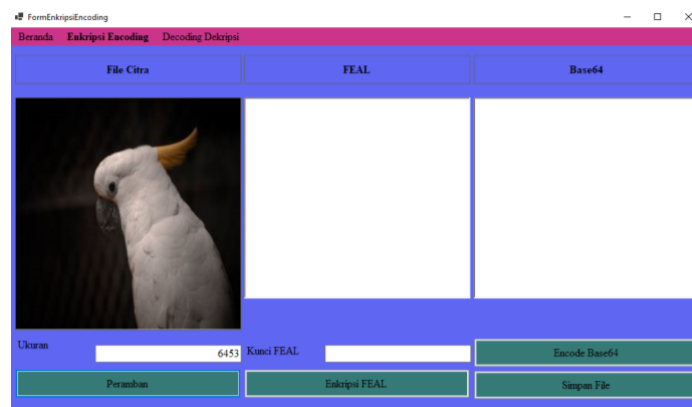 FormEnkripsiEncoding
Beranda Enkripsi Encoding Decoding Dekripsi
File Citra FEAL Base64
Ukuran 6453 Kunci FEAL Encode Base64
Peramban Enkripsi FEAL Simpan File